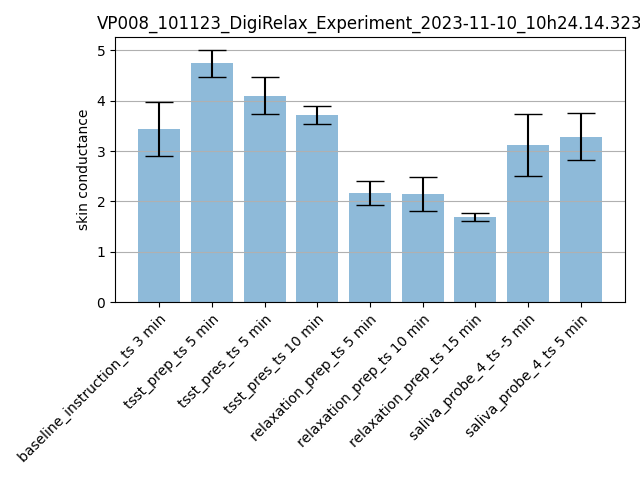 VP008_101123_DigiRelax_Experiment_2023-11-10_10h24.14.323
skin conductance
5
4
3
2
1
0
baseline_instruction_ts 3 min
tsst_prep_ts 5 min
tsst_pres_ts 5 min
tsst_pres_ts 10 min
relaxation_prep_ts 5 min
relaxation_prep_ts 10 min
relaxation_prep_ts 15 min
saliva_probe_4_ts -5 min
saliva_probe_4_ts 5 min